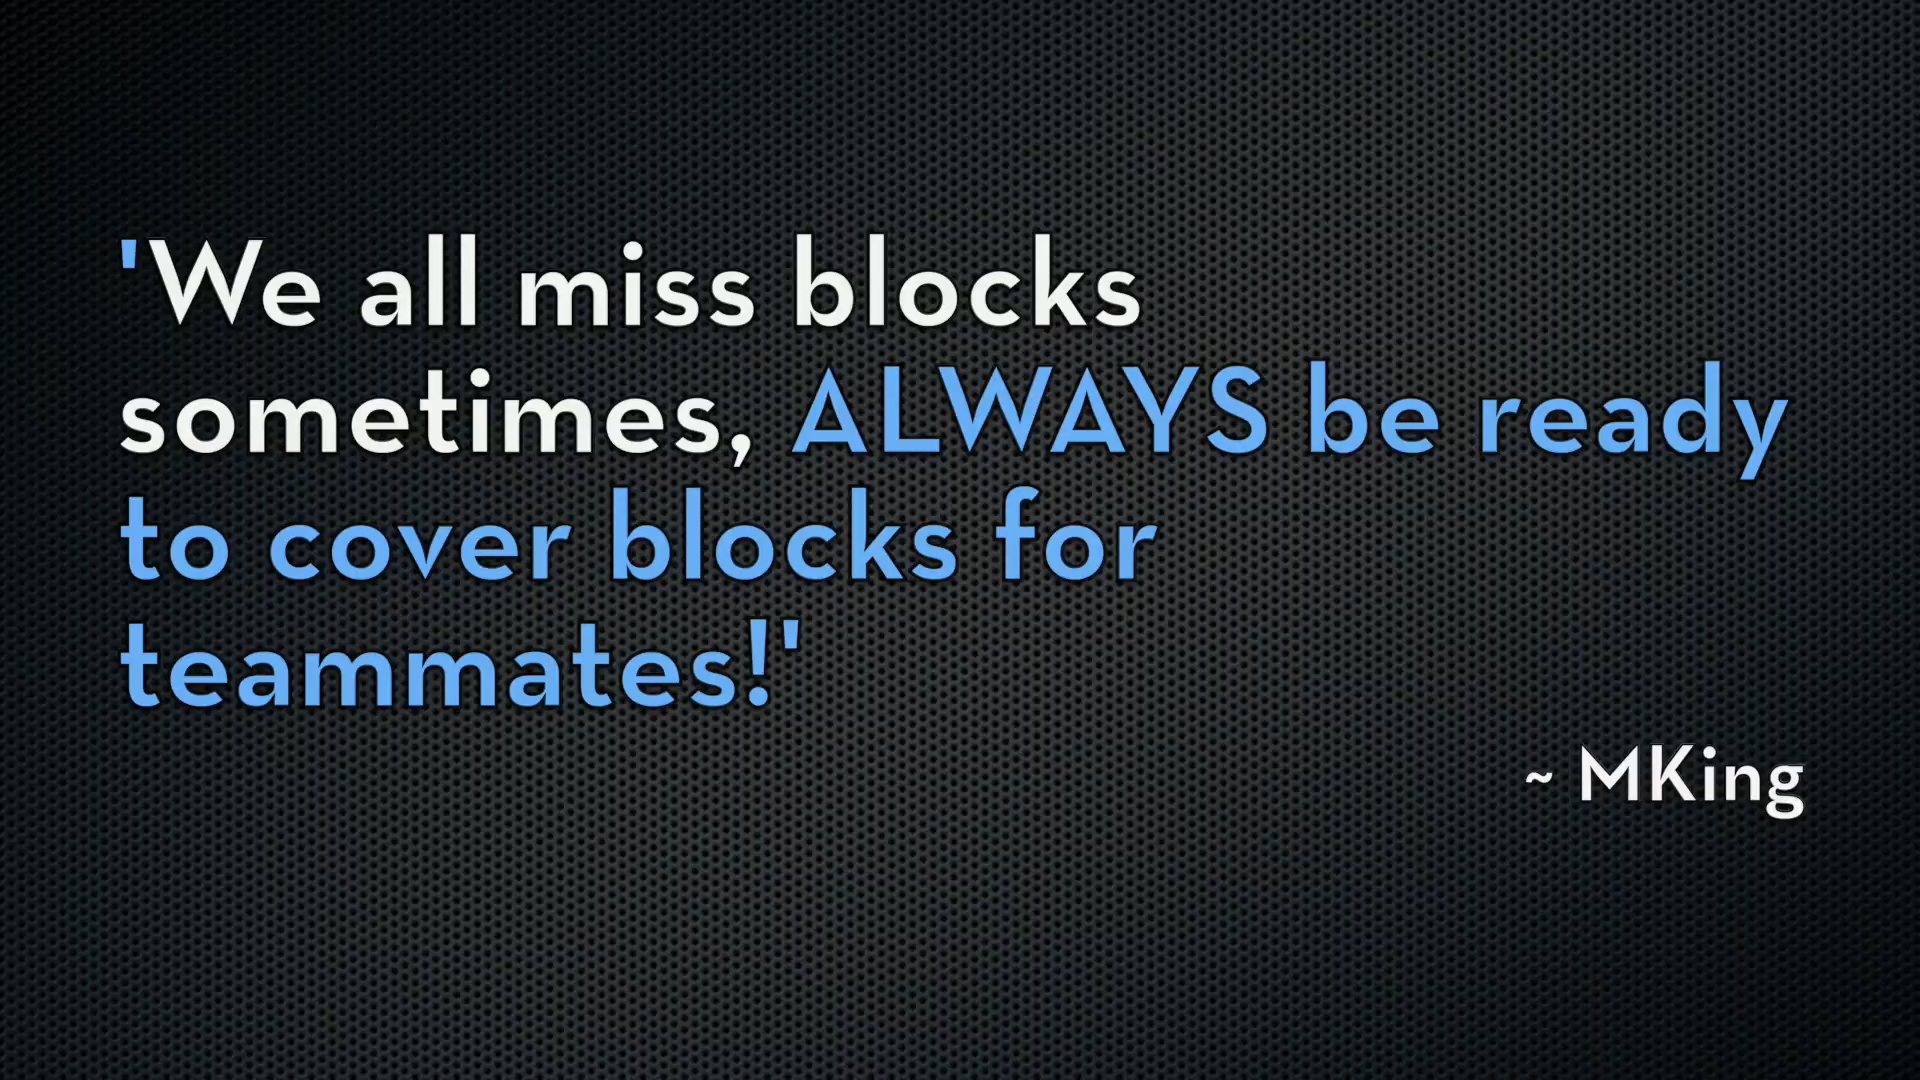 'We all miss blocks
sometimes, ALWAYS be ready
to cover blocks for
teammates!'
~ MKing